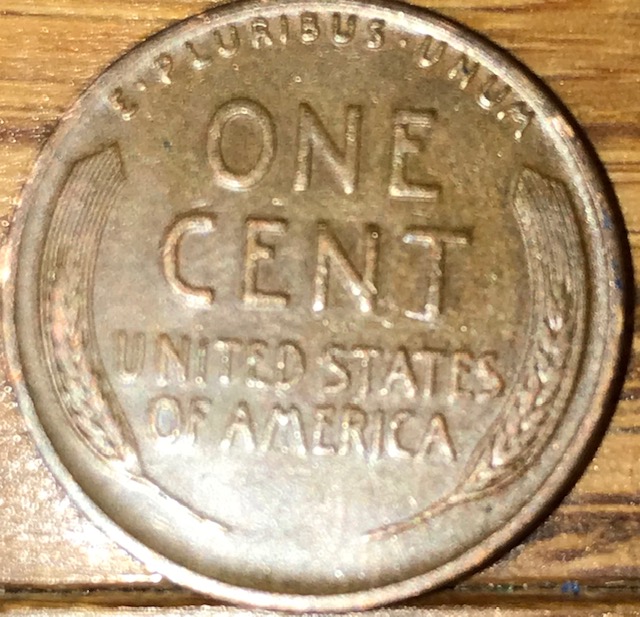 E·PLURIBUS·UNUM
ONE
CENT
UNITED STATES
OF AMERICA